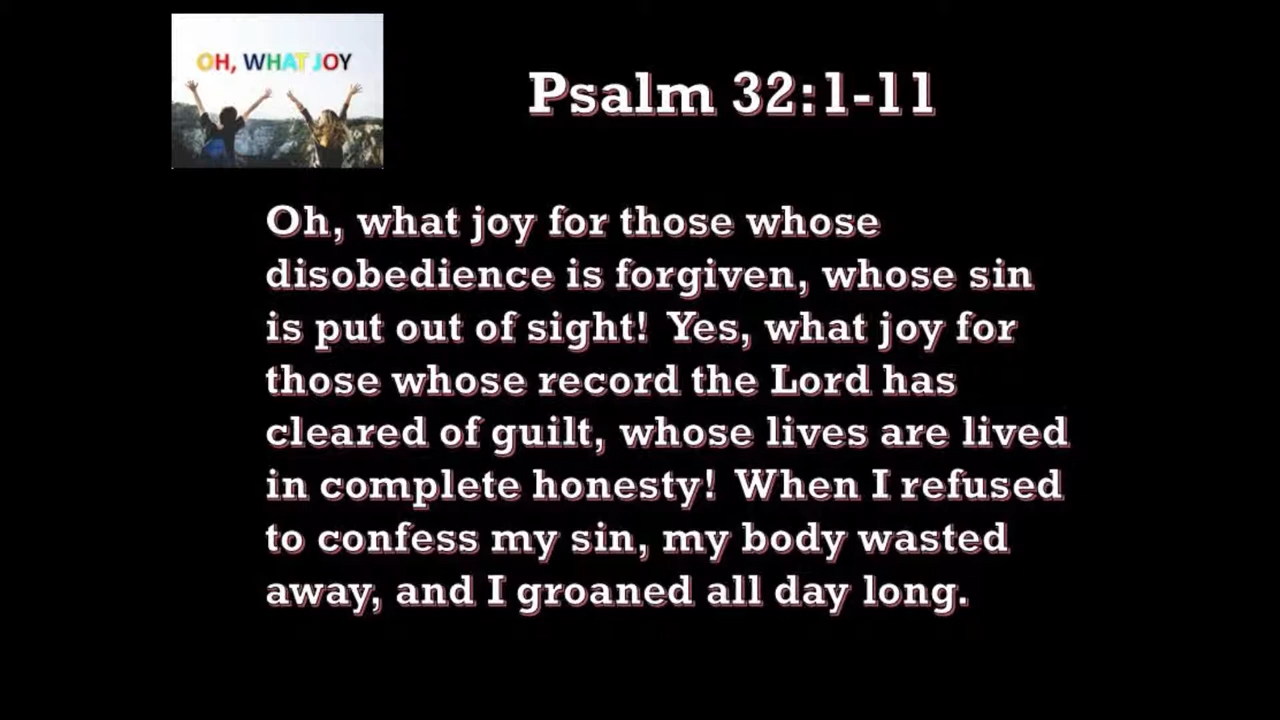 OH, WHAT JOY
Psalm 32:1-11
Oh, what joy for those whose
disobedience is forgiven, whose sin
is put out of sight! Yes, what joy for
those whose record the Lord has
cleared of guilt, whose lives are lived
in complete honesty! When I refused
to confess my sin, my body wasted
away, and I groaned all day long.